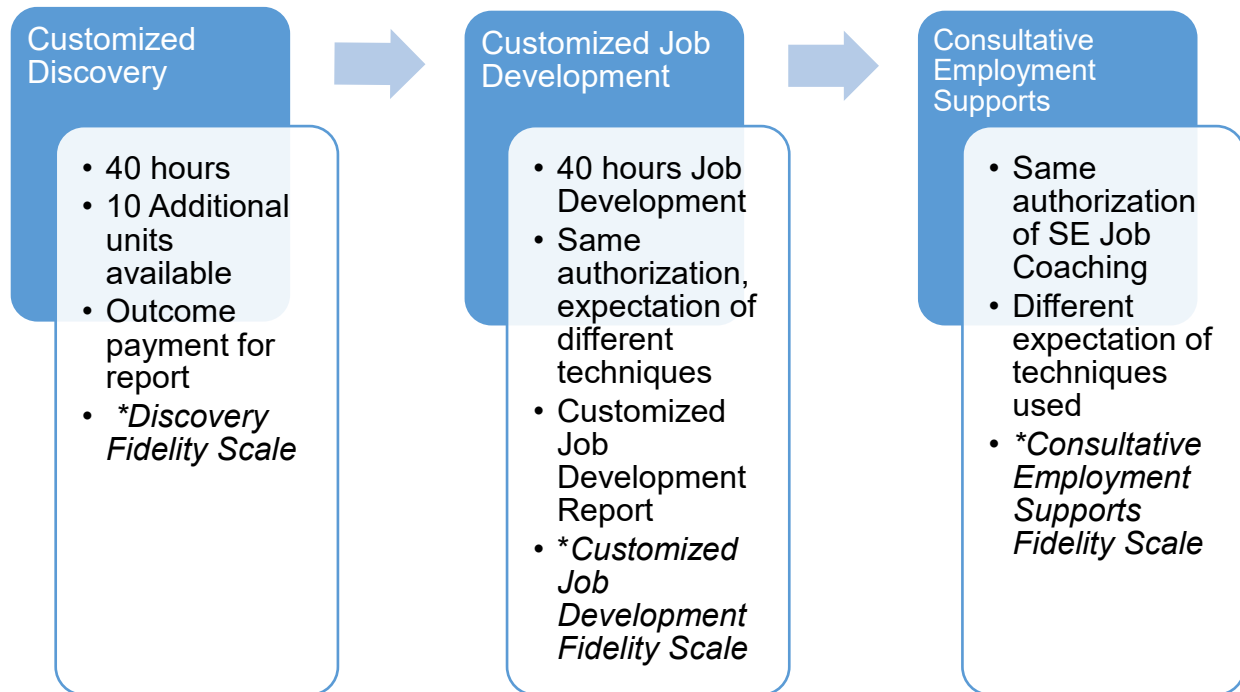 Customized
Discovery
• 40 hours
• 10 Additional
units
available
• Outcome
payment for
report
• *Discovery
Fidelity Scale
Customized Job
Development
• 40 hours Job
Development
• Same
authorization,
expectation of
different
techniques
• Customized
Job
Development
Report
• *Customized
Job
Development
Fidelity Scale
Consultative
Employment
Supports
• Same
authorization
of SE Job
Coaching
• Different
expectation of
techniques
used
• *Consultative
Employment
Supports
Fidelity Scale